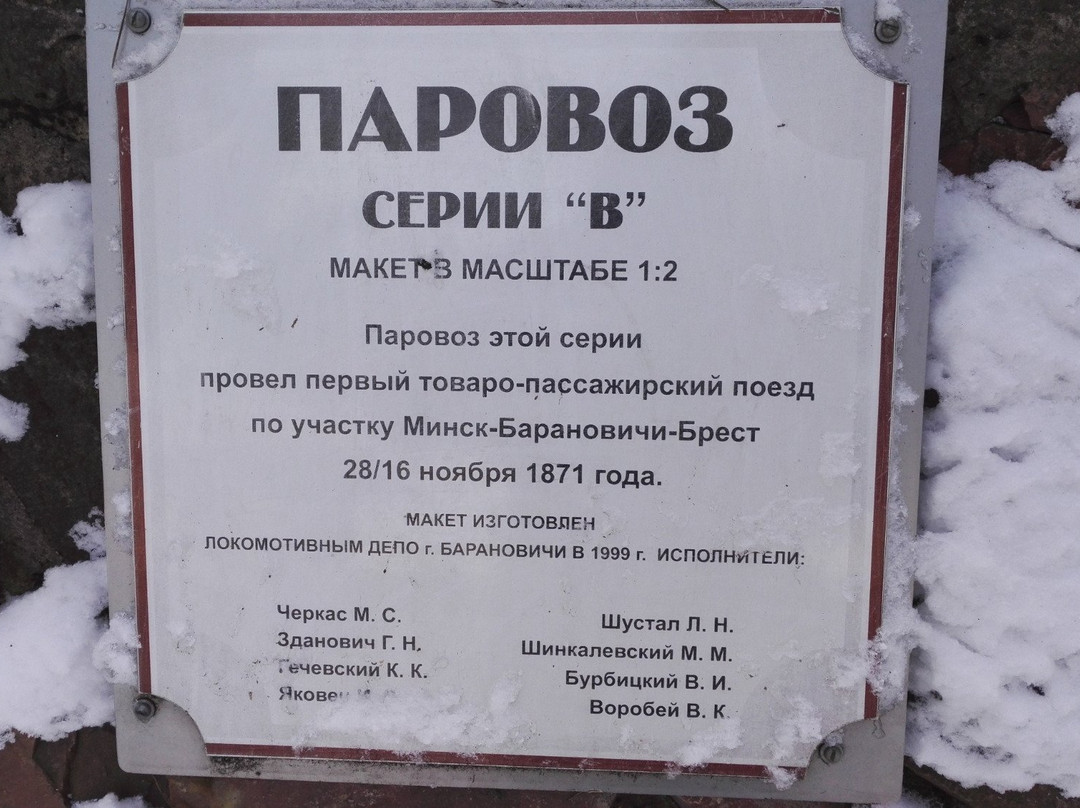 ПАРОВОЗ
СЕРИИ “В”
МАКЕТ В МАСШТАБЕ 1:2
Паровоз этой серии
провел первый товаро-пассажирский поезд
по участку Минск-Барановичи-Брест
28/16 ноября 1871 года.
МАКЕТ ИЗГОТОВЛЕН
ЛОКОМОТИВНЫМ ДЕПО г. БАРАНОВИЧИ В 1999 г. ИСПОЛНИТЕЛИ:
Черкас М. С.
Зданович Г. Н.
К. К.
Шустал Л. Н.
Шинкалевский М. М.
Бурбицкий В. И.
Воробей В. К.